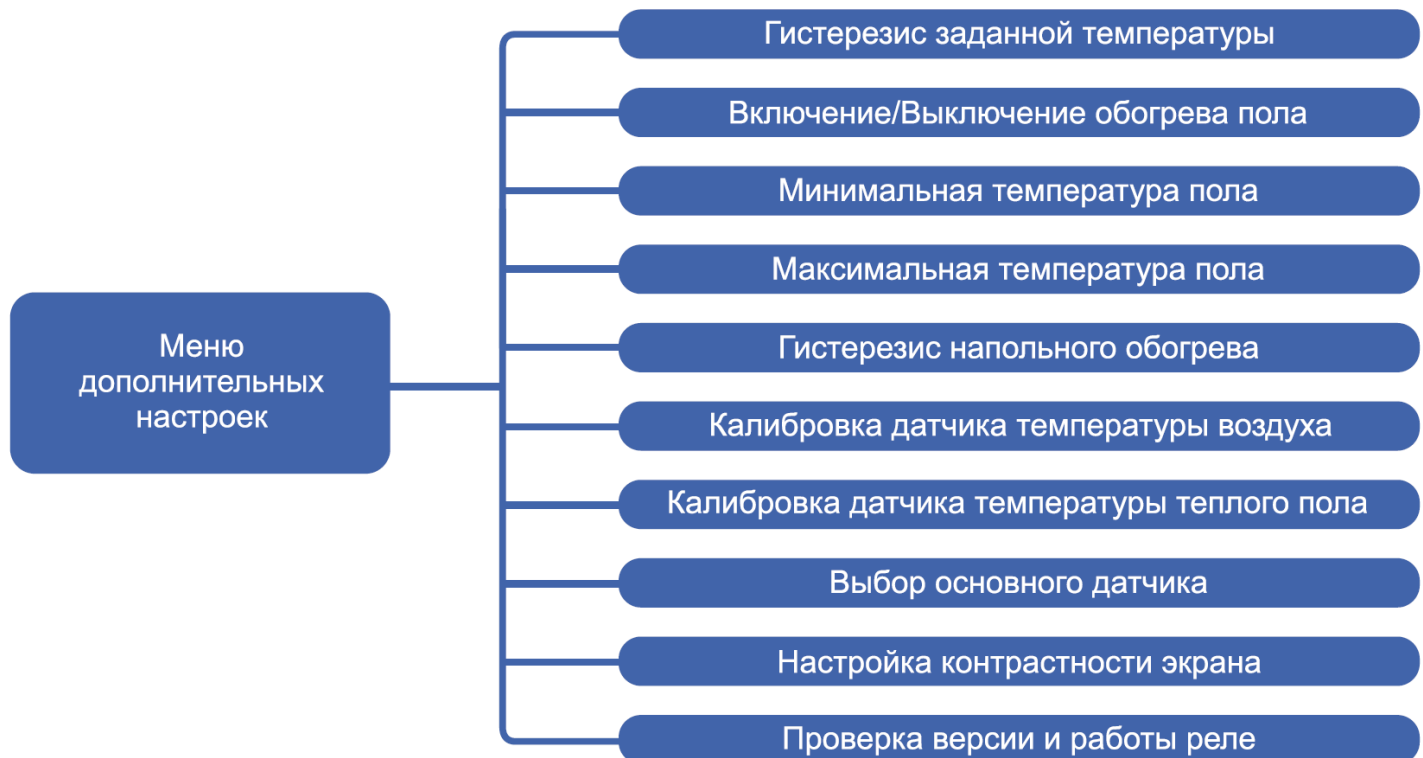 Гистерезис заданной температуры
Включение/Выключение обогрева пола
Минимальная температура пола
Максимальная температура пола
Меню
дополнительных
настроек
Гистерезис напольного обогрева
Калибровка датчика температуры воздуха
Калибровка датчика температуры теплого пола
Выбор основного датчика
Настройка контрастности экрана
Проверка версии и работы реле